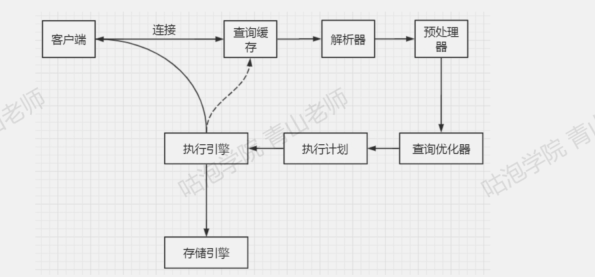 连接
客户端
查询缓
存
解析器
预处理
器
执行引擎
执行计划
查询优化器
存储引擎
老师
咕泡学院 青山老师
咕泡学院 青山